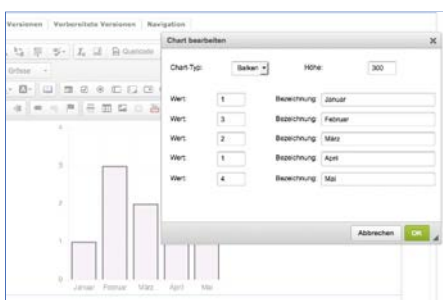 Versionen Vorbereitete Versionen Navigation
Quellcode
Grösse
Chart bearbeiten
Chart-Typ: Balken Höhe: 300
Wert: 1 Bezeichnung: Januar
Wert: 3 Bezeichnung: Februar
Wert: 2 Bezeichnung: März
Wert: 1 Bezeichnung: April
Wert: 4 Bezeichnung: Mai
Abbrechen OK
4
3
2
1
0
Januar Februar März April Mai